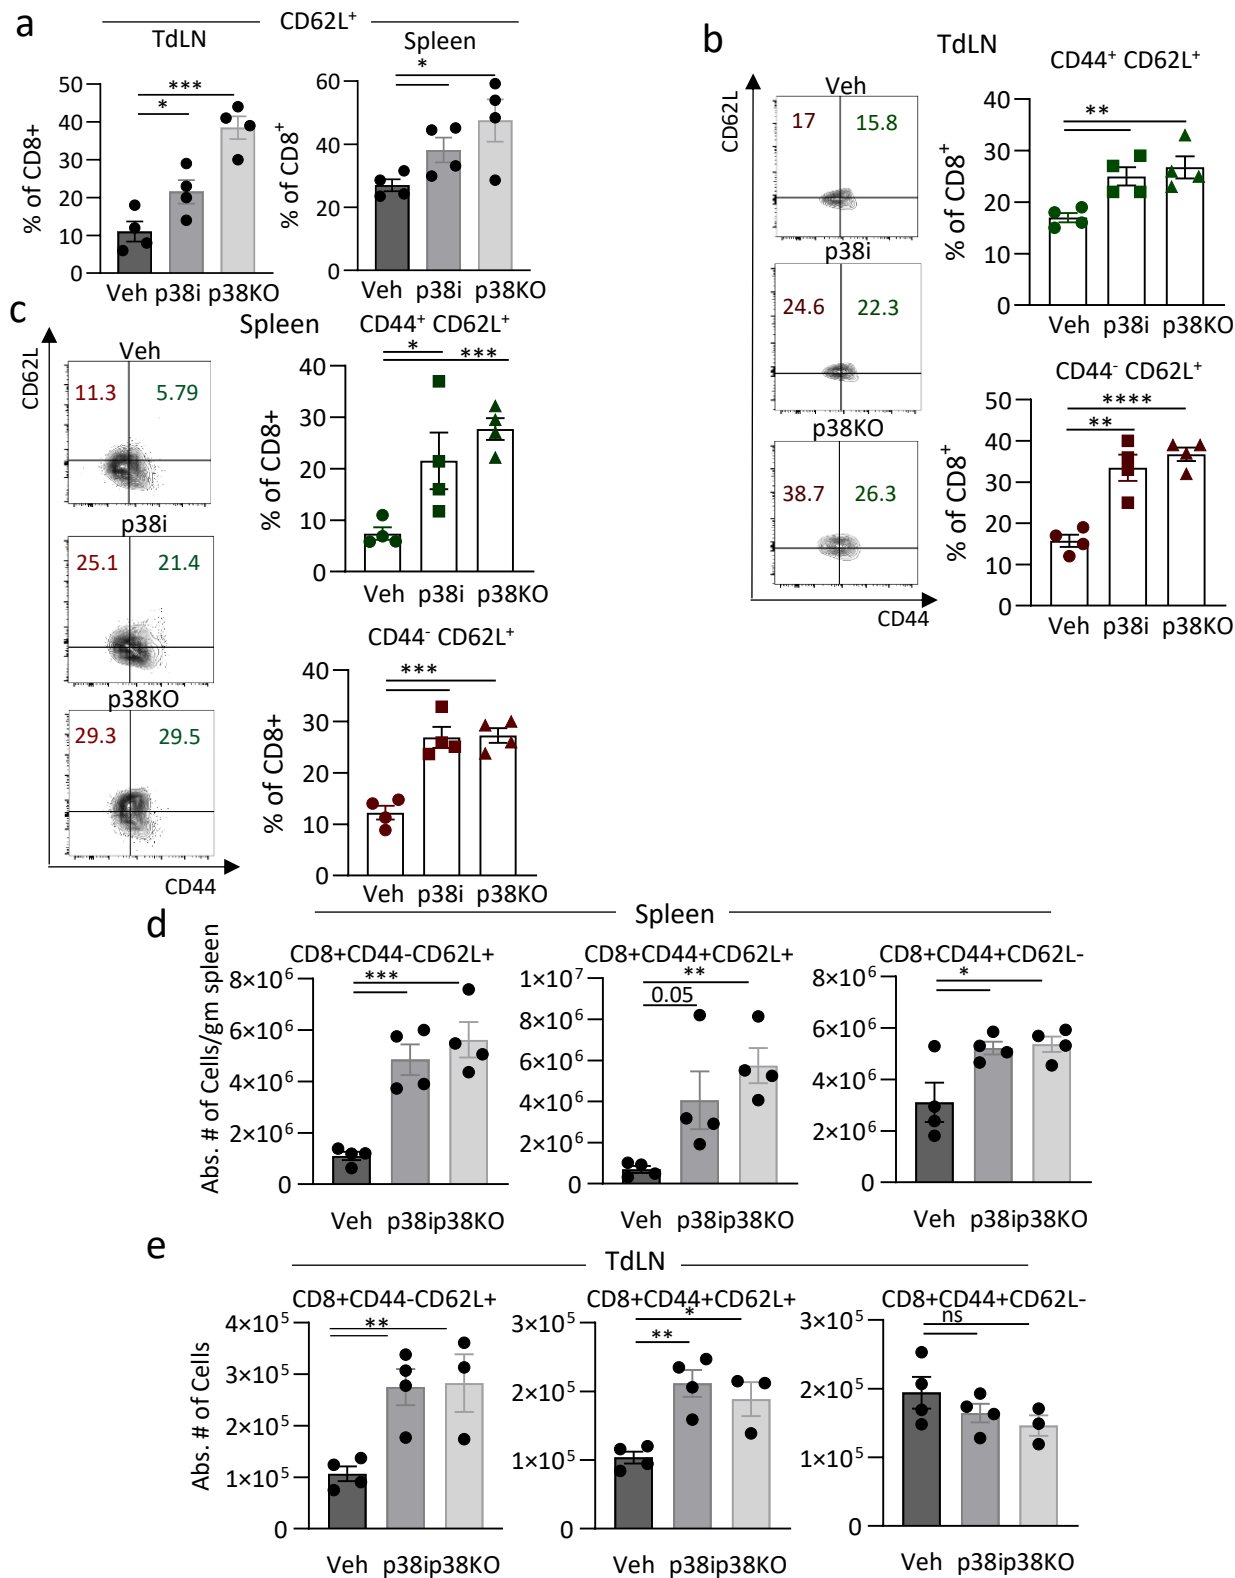 a
CD62L⁺
TdLN
Spleen
% of CD8+
50
40
30
20
10
0
***
*
Veh p38i p38KO
% of CD8⁺
60
40
20
0
*
Veh p38i p38KO
b
TdLN
CD62L
Veh
17 15.8
p38i
24.6 22.3
p38KO
38.7 26.3
CD44
CD44⁺ CD62L⁺
% of CD8⁺
40
30
20
10
0
**
Veh p38i p38KO
CD44⁻ CD62L⁺
% of CD8⁺
50
40
30
20
10
0
****
**
Veh p38i p38KO
c
Spleen
CD62L
Veh
11.3 5.79
p38i
25.1 21.4
p38KO
29.3 29.5
CD44
CD44⁺ CD62L⁺
% of CD8+
40
30
20
10
0
* ***
Veh p38i p38KO
CD44⁻ CD62L⁺
% of CD8+
40
30
20
10
0
***
Veh p38i p38KO
d
Spleen
CD8+CD44-CD62L+
Abs. # of Cells/gm spleen
8×10⁶
6×10⁶
4×10⁶
2×10⁶
0
***
Veh p38ip38KO
CD8+CD44+CD62L+
1×10⁷
8×10⁶
6×10⁶
4×10⁶
2×10⁶
0
**
0.05
Veh p38ip38KO
CD8+CD44+CD62L-
8×10⁶
6×10⁶
4×10⁶
2×10⁶
0
*
Veh p38ip38KO
e
TdLN
CD8+CD44-CD62L+
Abs. # of Cells
4×10⁵
3×10⁵
2×10⁵
1×10⁵
0
**
Veh p38ip38KO
CD8+CD44+CD62L+
3×10⁵
2×10⁵
1×10⁵
0
*
**
Veh p38ip38KO
CD8+CD44+CD62L-
3×10⁵
2×10⁵
1×10⁵
0
ns
Veh p38ip38KO